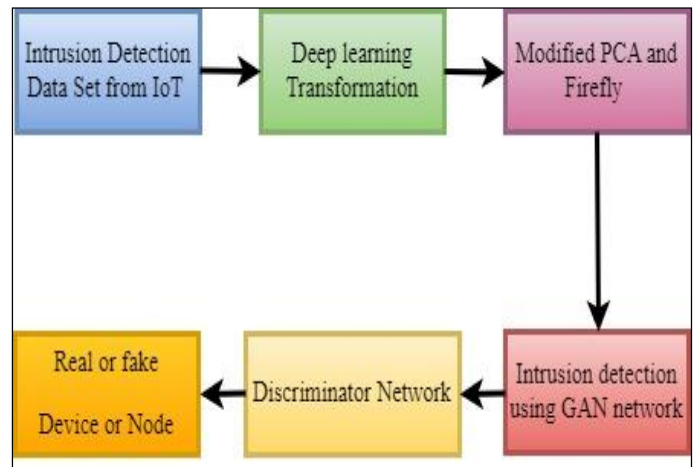 Intrusion Detection
Data Set from IoT
Deep learning
Transformation
Modified PCA and
Firefly
Intrusion detection
using GAN network
Discriminator Network
Real or fake
Device or Node